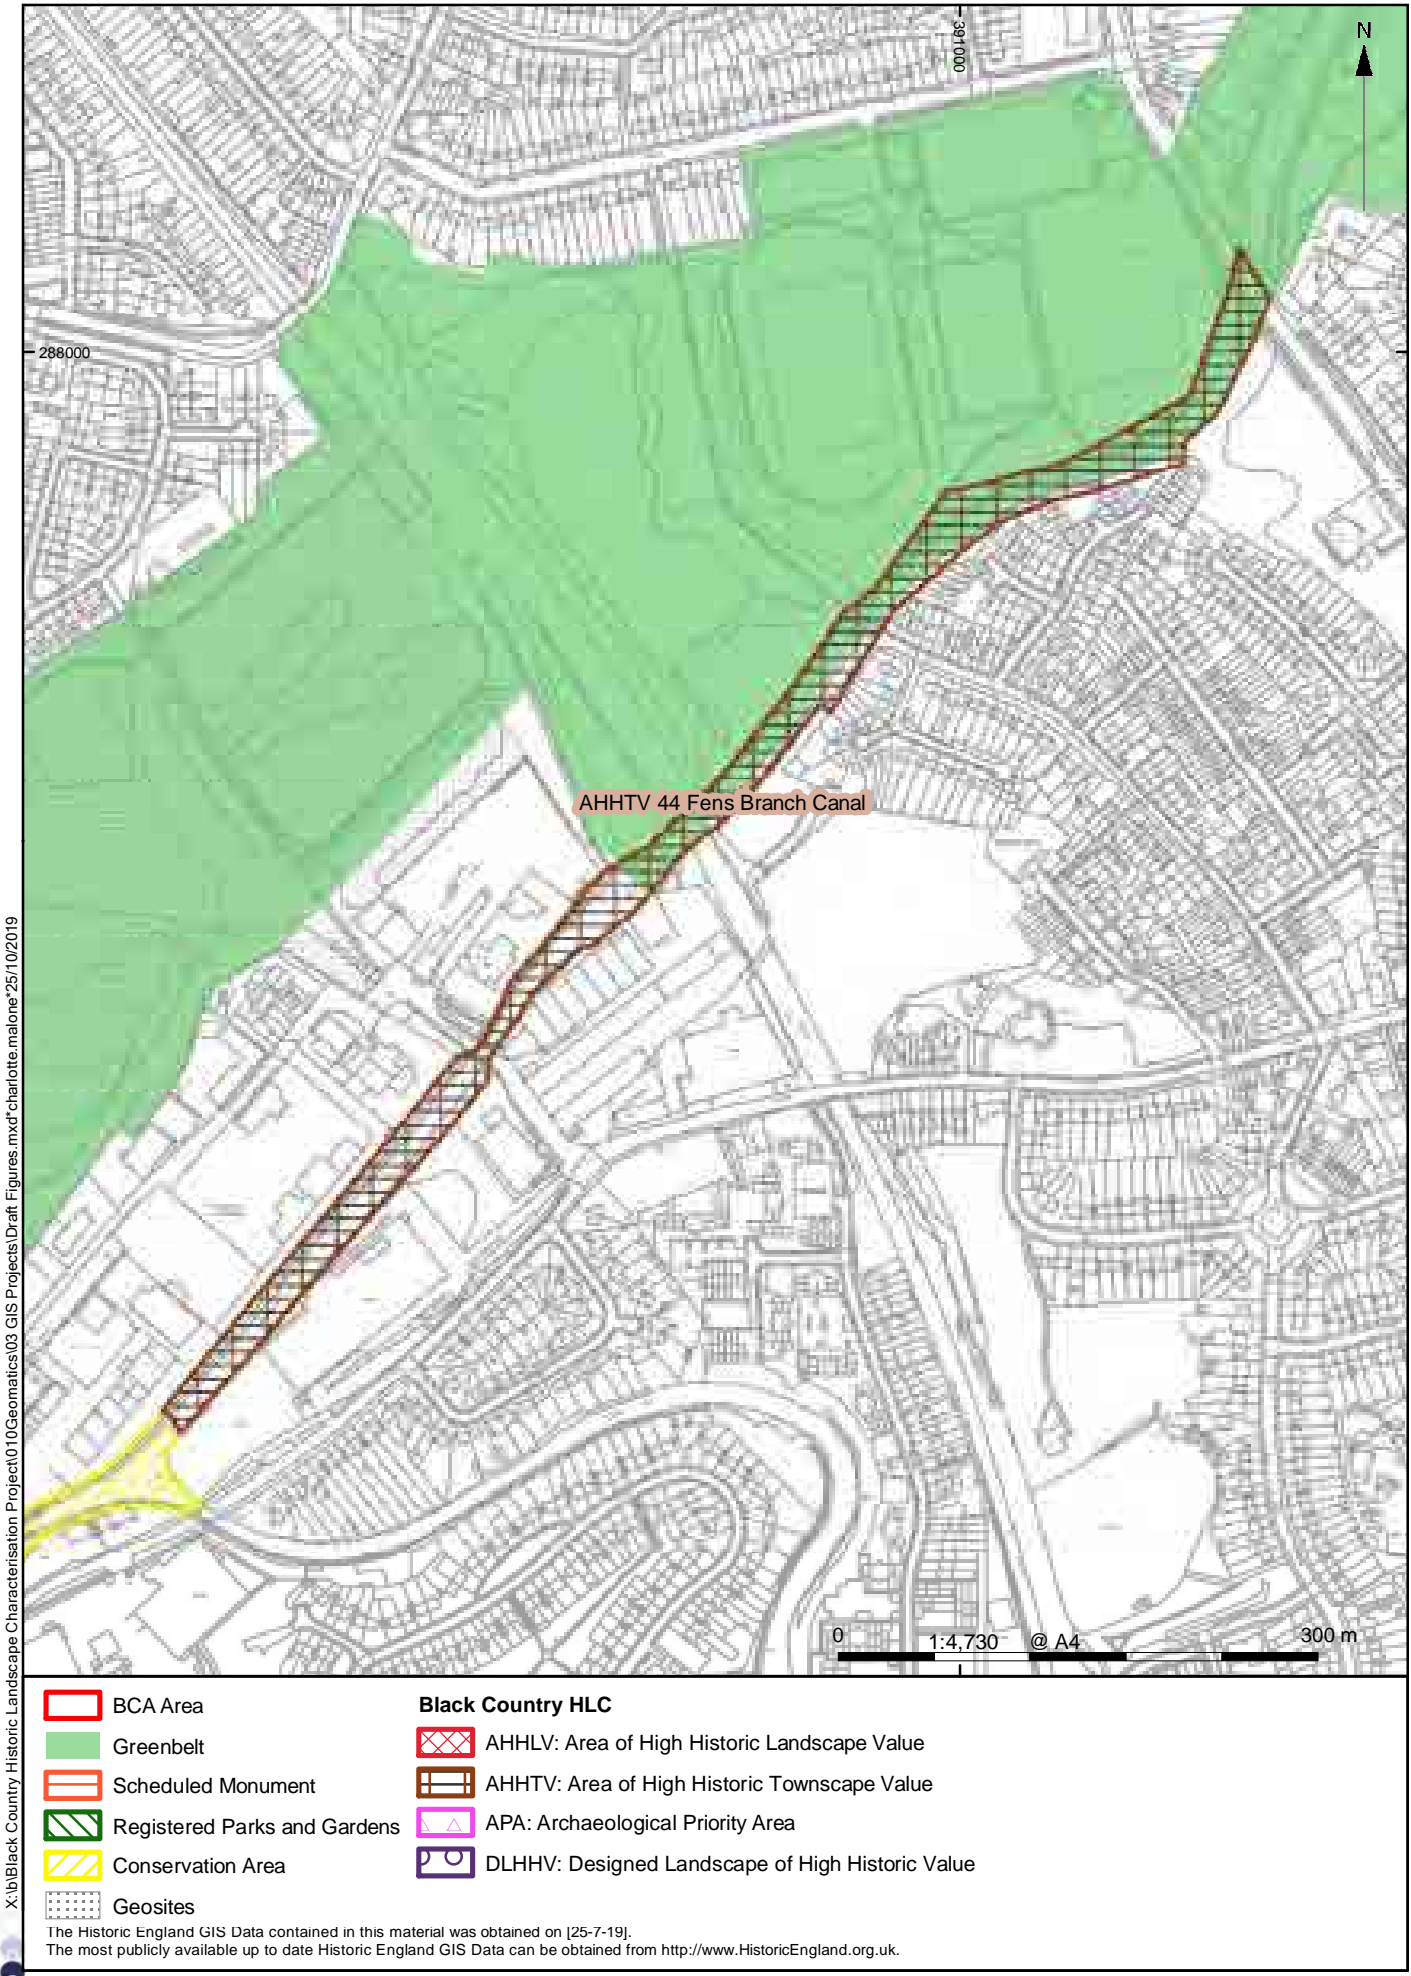 391000
N
288000
AHHTV 44 Fens Branch Canal
X:\b\Black Country Historic Landscape Characterisation Project\010Geomatics\03 GIS Projects\Draft Figures.mxd*charlotte.malone*25/10/2019
0 1:4,730 @ A4 300 m
BCA Area
Greenbelt
Scheduled Monument
Registered Parks and Gardens
Conservation Area
Geosites
Black Country HLC
AHHLV: Area of High Historic Landscape Value
AHHTV: Area of High Historic Townscape Value
APA: Archaeological Priority Area
DLHHV: Designed Landscape of High Historic Value
The Historic England GIS Data contained in this material was obtained on [25-7-19].
The most publicly available up to date Historic England GIS Data can be obtained from http://www.HistoricEngland.org.uk.